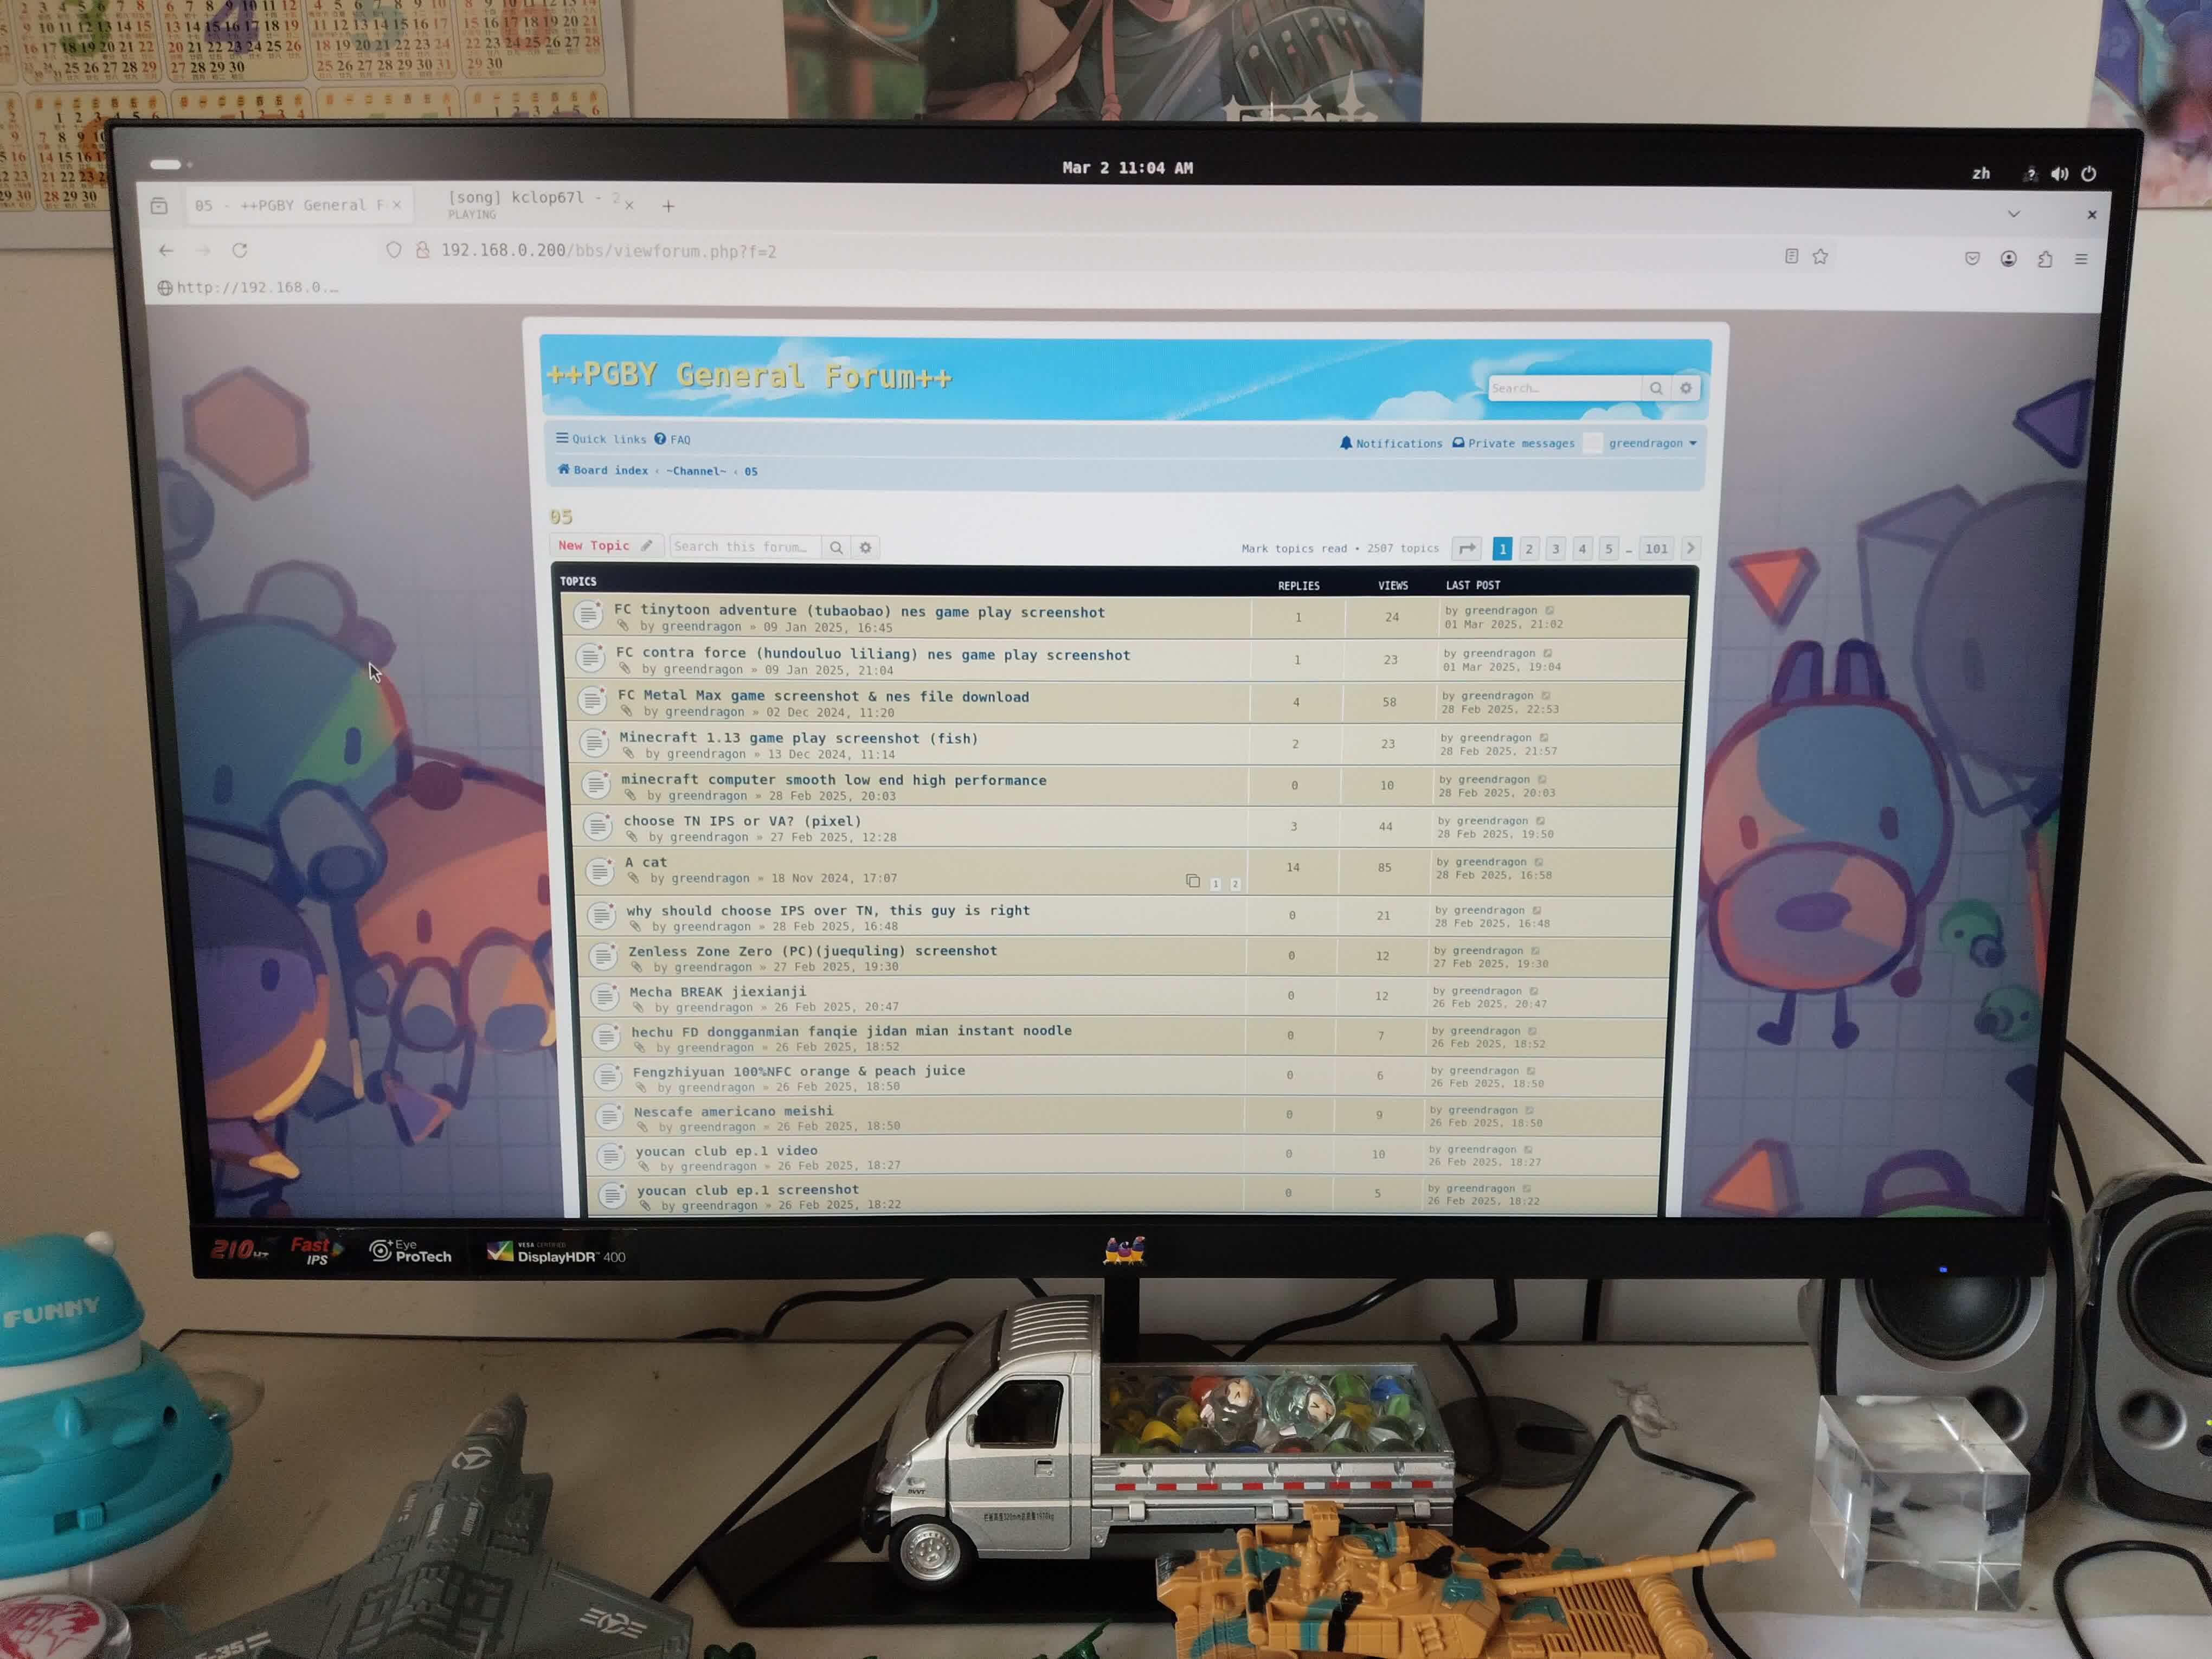 Mar 2 11:04 AM
zh
05 - ++PGBY General F
[song] kclop67l - 2
PLAYING
192.168.0.200/bbs/viewforum.php?f=2
http://192.168.0.…
++PGBY General Forum++
Search…
Quick links FAQ
Notifications Private messages greendragon
Board index ‹ ~Channel~ ‹ 05
05
New Topic Search this forum…
Mark topics read • 2507 topics 1 2 3 4 5 … 101
TOPICS REPLIES VIEWS LAST POST
FC tinytoon adventure (tubaobao) nes game play screenshot 1 24 by greendragon
by greendragon » 09 Jan 2025, 16:45 01 Mar 2025, 21:02
FC contra force (hundouluo liliang) nes game play screenshot 1 23 by greendragon
by greendragon » 09 Jan 2025, 21:04 01 Mar 2025, 19:04
FC Metal Max game screenshot & nes file download 4 58 by greendragon
by greendragon » 02 Dec 2024, 11:20 28 Feb 2025, 22:53
Minecraft 1.13 game play screenshot (fish) 2 23 by greendragon
by greendragon » 13 Dec 2024, 11:14 28 Feb 2025, 21:57
minecraft computer smooth low end high performance 0 10 by greendragon
by greendragon » 28 Feb 2025, 20:03 28 Feb 2025, 20:03
choose TN IPS or VA? (pixel) 3 44 by greendragon
by greendragon » 27 Feb 2025, 12:28 28 Feb 2025, 19:50
A cat 14 85 by greendragon
by greendragon » 18 Nov 2024, 17:07 1 2 28 Feb 2025, 16:58
why should choose IPS over TN, this guy is right 0 21 by greendragon
by greendragon » 28 Feb 2025, 16:48 28 Feb 2025, 16:48
Zenless Zone Zero (PC)(juequling) screenshot 0 12 by greendragon
by greendragon » 27 Feb 2025, 19:30 27 Feb 2025, 19:30
Mecha BREAK jiexianji 0 12 by greendragon
by greendragon » 26 Feb 2025, 20:47 26 Feb 2025, 20:47
hechu FD dongganmian fanqie jidan mian instant noodle 0 7 by greendragon
by greendragon » 26 Feb 2025, 18:52 26 Feb 2025, 18:52
Fengzhiyuan 100%NFC orange & peach juice 0 6 by greendragon
by greendragon » 26 Feb 2025, 18:50 26 Feb 2025, 18:50
Nescafe americano meishi 0 9 by greendragon
by greendragon » 26 Feb 2025, 18:50 26 Feb 2025, 18:50
youcan club ep.1 video 0 10 by greendragon
by greendragon » 26 Feb 2025, 18:27 26 Feb 2025, 18:27
youcan club ep.1 screenshot 0 5 by greendragon
by greendragon » 26 Feb 2025, 18:22 26 Feb 2025, 18:22
210Hz Fast IPS Eye ProTech VESA CERTIFIED DisplayHDR 400
FUNNY
F-35